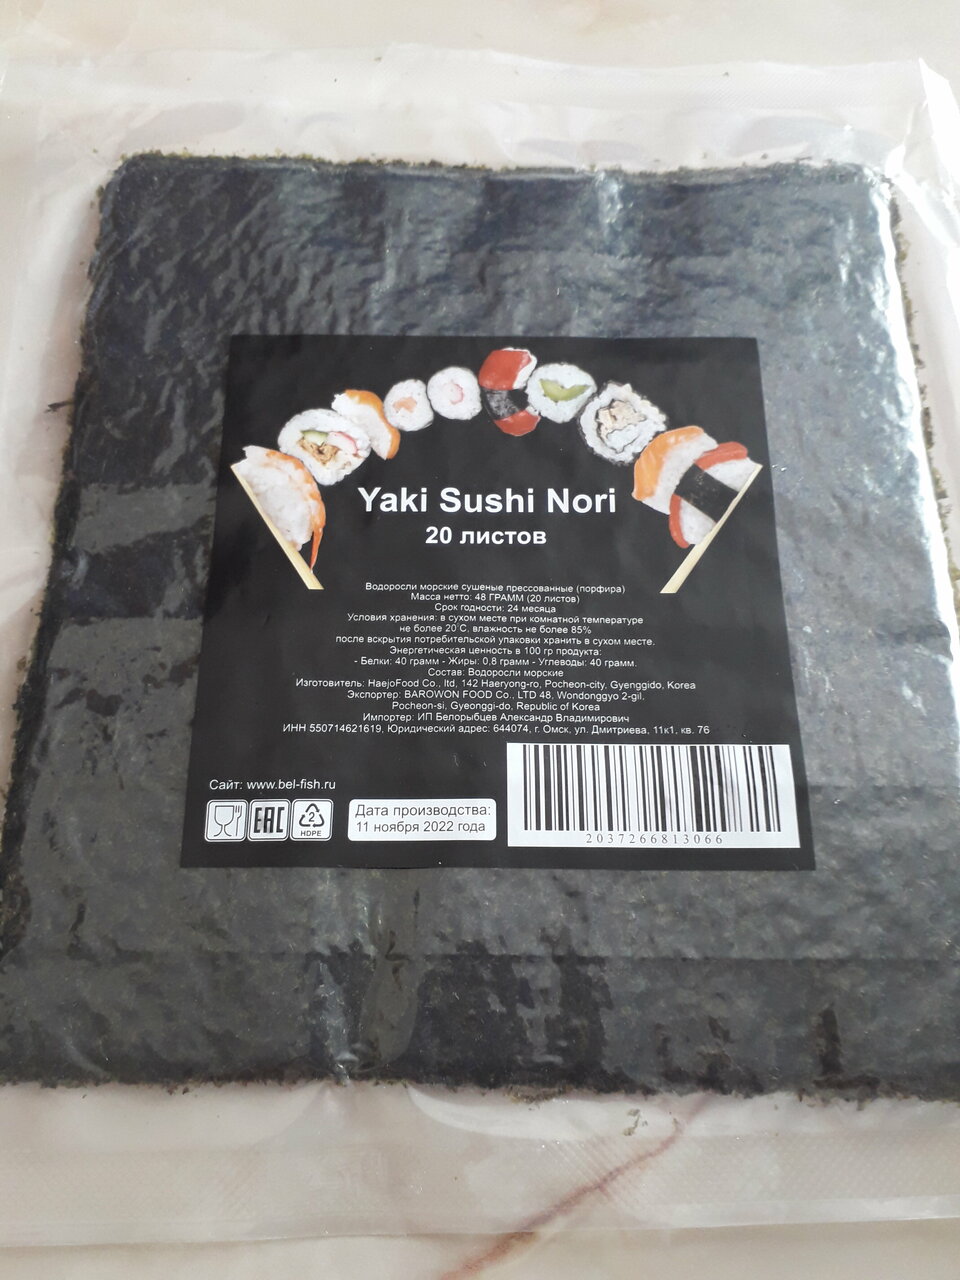 Yaki Sushi Nori
20 листов
Водоросли морские сушеные прессованные (порфира)
Масса нетто: 48 ГРАММ (20 листов)
Срок годности: 24 месяца
Условия хранения: в сухом месте при комнатной температуре
не более 20°С, влажность не более 85%
после вскрытия потребительской упаковки хранить в сухом месте.
Энергетическая ценность в 100 гр продукта:
- Белки: 40 грамм - Жиры: 0,8 грамм - Углеводы: 40 грамм.
Состав: Водоросли морские
Изготовитель: HaejoFood Co., ltd, 142 Haeryong-ro, Pocheon-city, Gyenggido, Korea
Экспортер: BAROWON FOOD Co., LTD 48, Wondonggyo 2-gil,
Pocheon-si, Gyeonggi-do, Republic of Korea
Импортер: ИП Белорыбцев Александр Владимирович
ИНН 550714621619, Юридический адрес: 644074, г. Омск, ул. Дмитриева, 11к1, кв. 76
Сайт: www.bel-fish.ru
EAC
2
HDPE
Дата производства:
11 ноября 2022 года
2037266813066